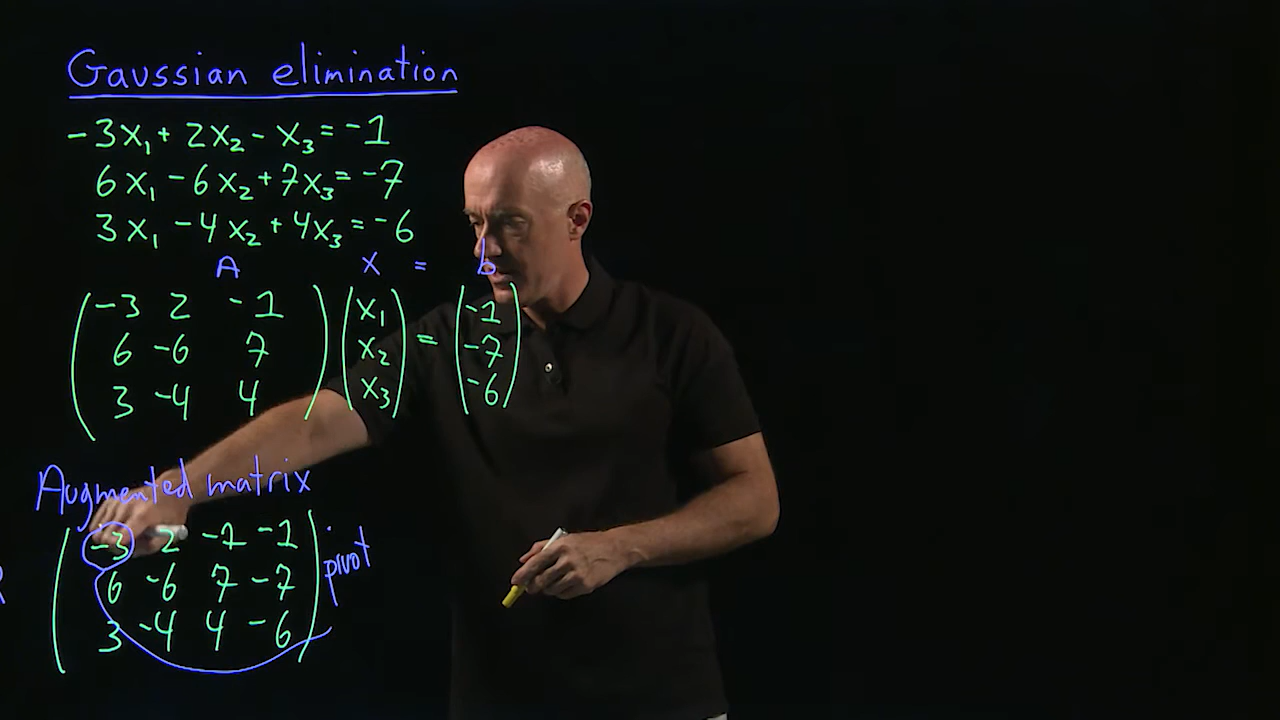 Gaussian elimination
-3x₁ + 2x₂ - x₃ = -1
6x₁ - 6x₂ + 7x₃ = -7
3x₁ - 4x₂ + 4x₃ = -6
A x = b
(-3 2 -1) (x₁) = (-1)
(6 -6 7) (x₂) = (-7)
(3 -4 4) (x₃) = (-6)
Augmented matrix
(-3 2 -1 -1) pivot
(6 -6 7 -7)
(3 -4 4 -6)